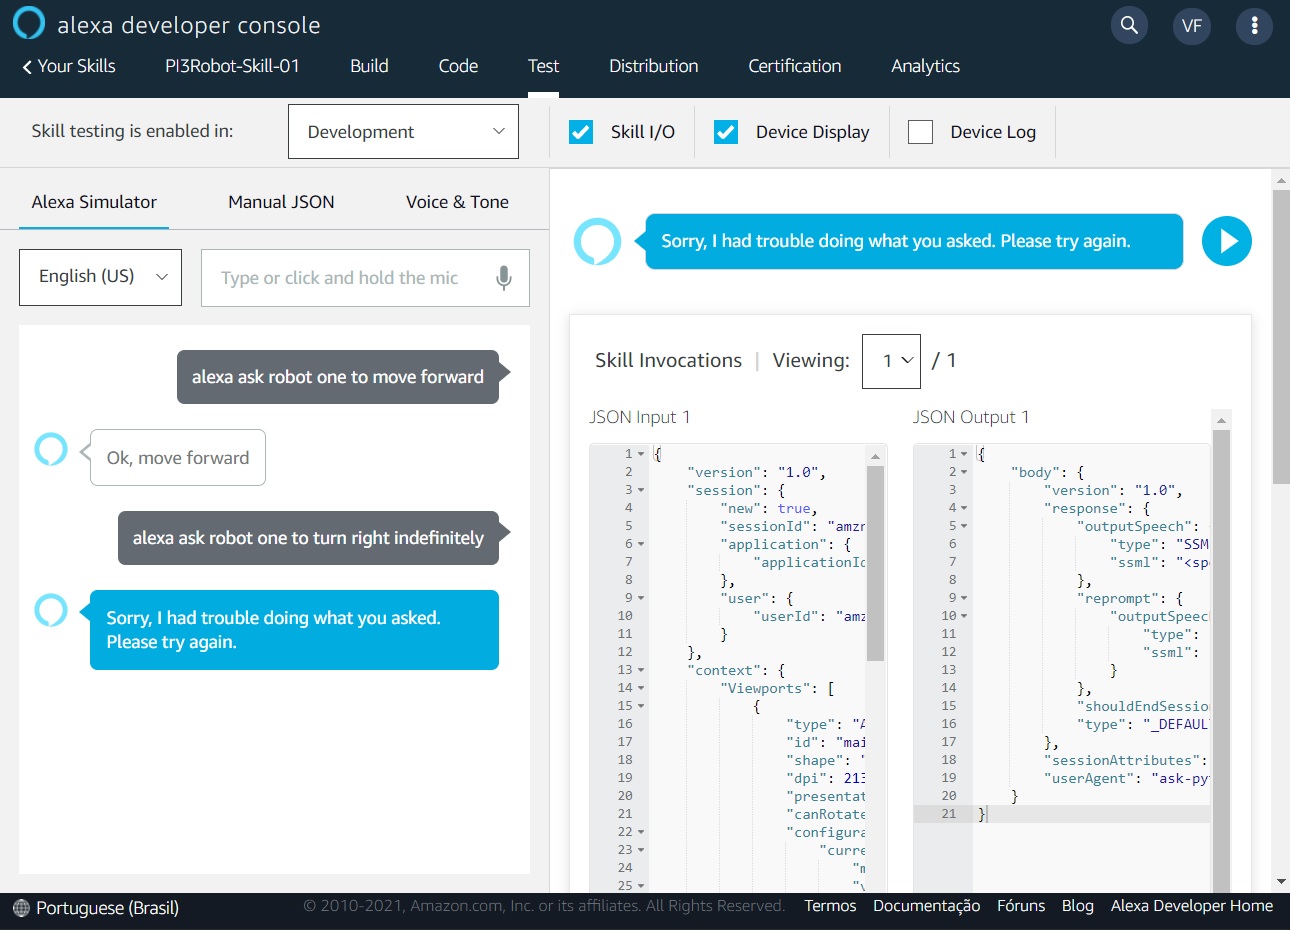 alexa developer console
VF
Your Skills PI3Robot-Skill-01 Build Code Test Distribution Certification Analytics
Skill testing is enabled in: Development Skill I/O Device Display Device Log
Alexa Simulator Manual JSON Voice & Tone
English (US) Type or click and hold the mic
alexa ask robot one to move forward
Ok, move forward
alexa ask robot one to turn right indefinitely
Sorry, I had trouble doing what you asked.
Please try again.
Sorry, I had trouble doing what you asked. Please try again.
Skill Invocations | Viewing: 1 / 1
JSON Input 1
1 {
2 "version": "1.0",
3 "session": {
4 "new": true,
5 "sessionId": "amzn
6 "application": {
7 "applicationId
8 },
9 "user": {
10 "userId": "amz
11 }
12 },
13 "context": {
14 "Viewports": [
15 {
16 "type": "A
17 "id": "mai
18 "shape": "
19 "dpi": 213
20 "presentat
21 "canRotate
22 "configura
23 "curre
24 "m
25 "v
JSON Output 1
1 {
2 "body": {
3 "version": "1.0",
4 "response": {
5 "outputSpeech":
6 "type": "SSM
7 "ssml": "<sp
8 },
9 "reprompt": {
10 "outputSpeec
11 "type":
12 "ssml":
13 }
14 },
15 "shouldEndSessio
16 "type": "_DEFAUL
17 },
18 "sessionAttributes":
19 "userAgent": "ask-py
20 }
21 }
Portuguese (Brasil) © 2010-2021, Amazon.com, Inc. or its affiliates. All Rights Reserved. Termos Documentação Fóruns Blog Alexa Developer Home